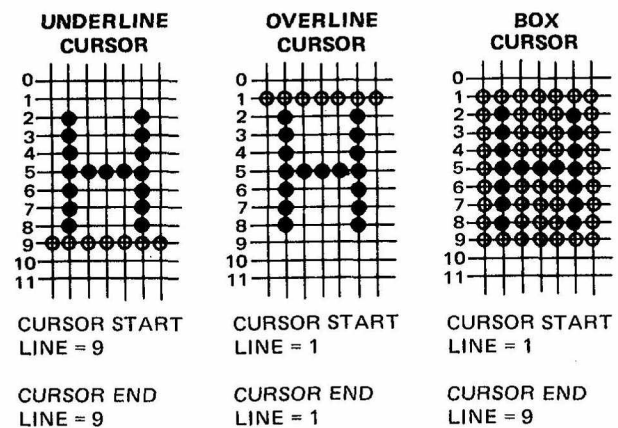 UNDERLINE
CURSOR
0
1
2
3
4
5
6
7
8
9
10
11
CURSOR START
LINE = 9
CURSOR END
LINE = 9
OVERLINE
CURSOR
0
1
2
3
4
5
6
7
8
9
10
11
CURSOR START
LINE = 1
CURSOR END
LINE = 1
BOX
CURSOR
0
1
2
3
4
5
6
7
8
9
10
11
CURSOR START
LINE = 1
CURSOR END
LINE = 9